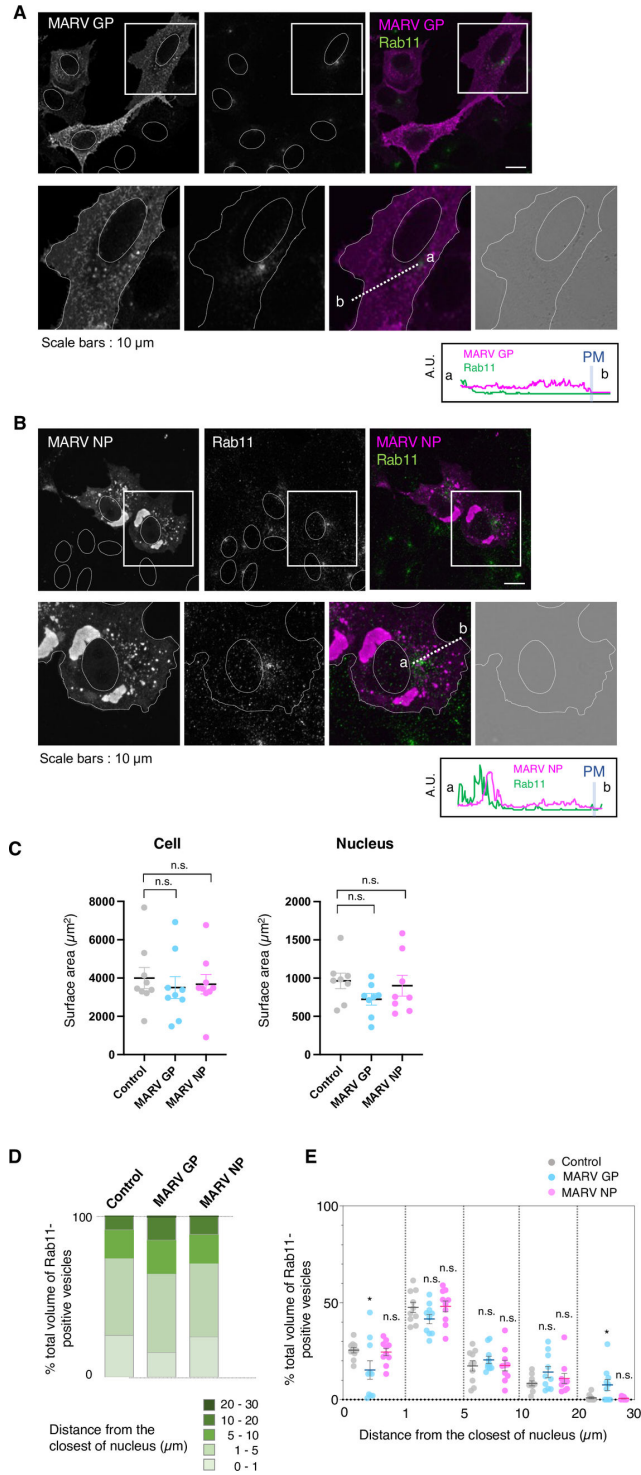 A
MARV GP
MARV GP
Rab11
a
b
Scale bars : 10 µm
A.U.
a
MARV GP
Rab11
PM
b
B
MARV NP
Rab11
MARV NP
Rab11
a
b
Scale bars : 10 µm
A.U.
a
MARV NP
Rab11
PM
b
C
Cell
n.s.
n.s.
Surface area (µm²)
8000
6000
4000
2000
0
Control
MARV GP
MARV NP
Nucleus
n.s.
n.s.
Surface area (µm²)
2000
1500
1000
500
0
Control
MARV GP
MARV NP
D
Control
MARV GP
MARV NP
% total volume of Rab11-
positive vesicles
100
0
Distance from the
closest of nucleus (µm)
20 - 30
10 - 20
5 - 10
1 - 5
0 - 1
E
Control
MARV GP
MARV NP
% total volume of Rab11-
positive vesicles
100
50
0
*
n.s.
n.s.
n.s.
n.s.
n.s.
n.s.
n.s.
*
n.s.
0
1
5
10
20
30
Distance from the closest of nucleus (µm)